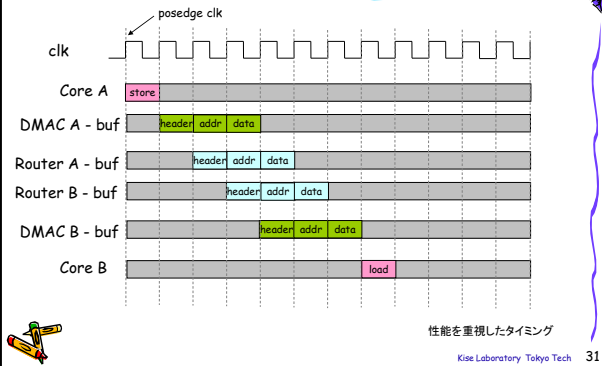 posedge clk
clk
Core A store
DMAC A - buf header addr data
Router A - buf header addr data
Router B - buf header addr data
DMAC B - buf header addr data
Core B load
性能を重視したタイミング
Kise Laboratory Tokyo Tech 31